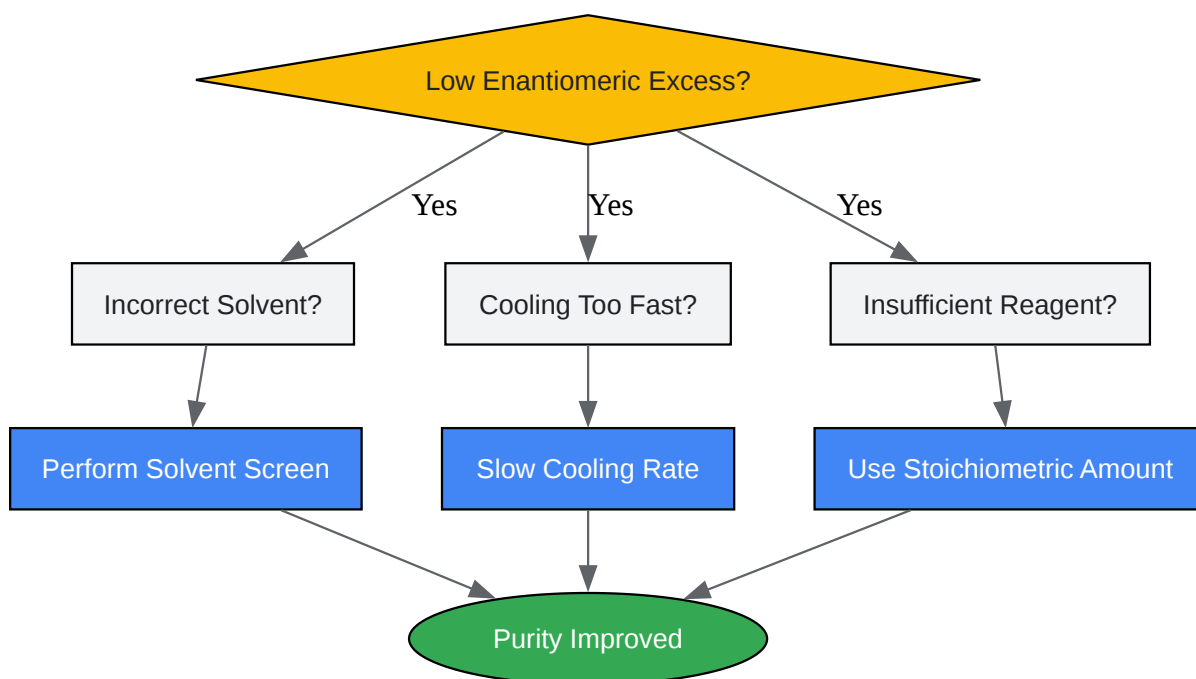 Low Enantiomeric Excess?
Yes
Yes
Yes
Incorrect Solvent?
Cooling Too Fast?
Insufficient Reagent?
Perform Solvent Screen
Slow Cooling Rate
Use Stoichiometric Amount
Purity Improved